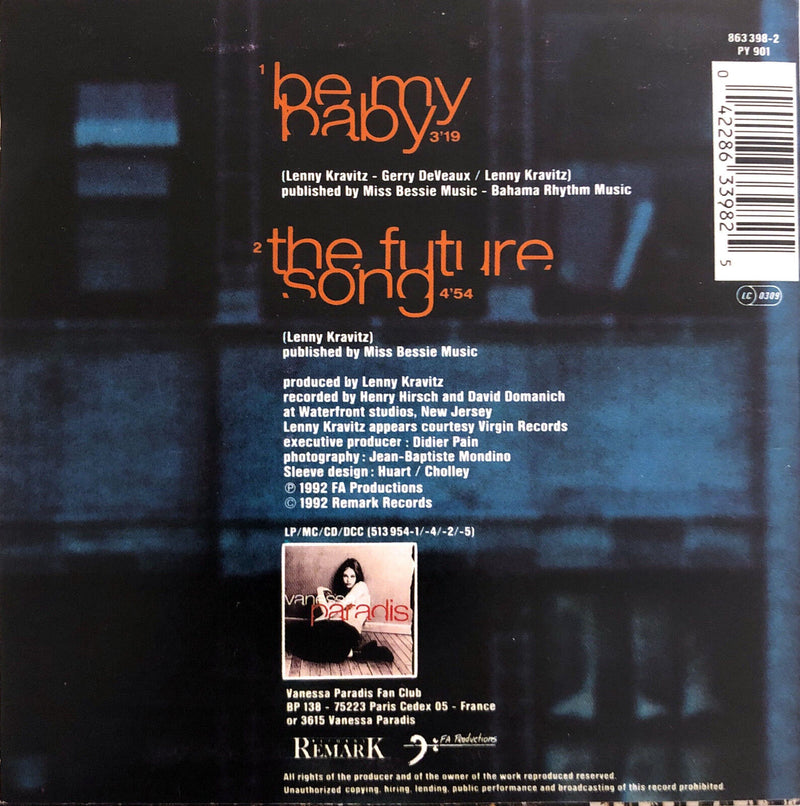 863 398-2
PY 901
0 42286 33982 5
LC 0309
1 be my
baby 3'19
(Lenny Kravitz - Gerry DeVeaux / Lenny Kravitz)
published by Miss Bessie Music - Bahama Rhythm Music
2 the future
song 4'54
(Lenny Kravitz)
published by Miss Bessie Music
produced by Lenny Kravitz
recorded by Henry Hirsch and David Domanich
at Waterfront studios, New Jersey
Lenny Kravitz appears courtesy Virgin Records
executive producer : Didier Pain
photography : Jean-Baptiste Mondino
Sleeve design : Huart / Cholley
℗ 1992 FA Productions
© 1992 Remark Records
LP/MC/CD/DCC (513 954-1/-4/-2/-5)
vanessa
paradis
Vanessa Paradis Fan Club
BP 138 - 75223 Paris Cedex 05 - France
or 3615 Vanessa Paradis
REMARK
FA Productions
All rights of the producer and of the owner of the work reproduced reserved.
Unauthorized copying, hiring, lending, public performance and broadcasting of this record prohibited.